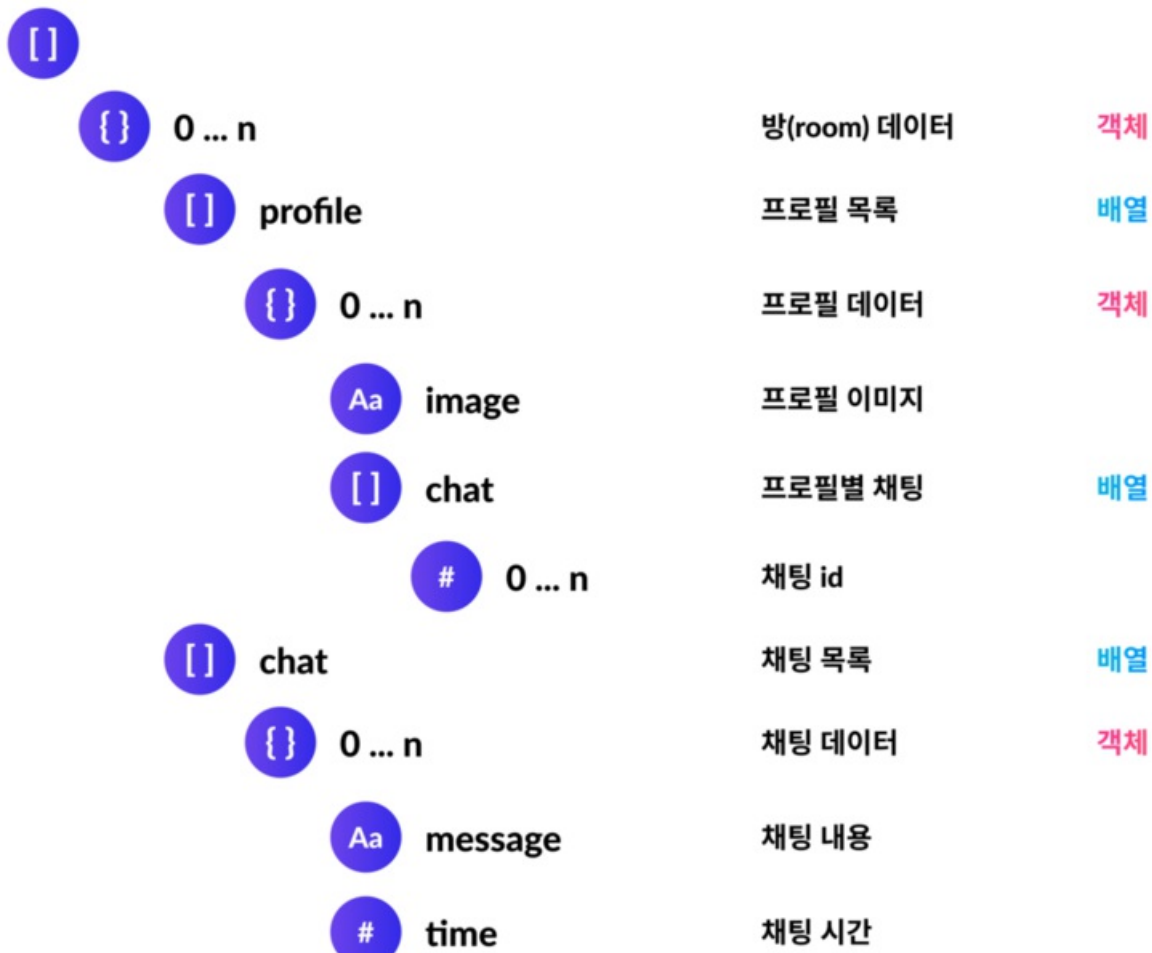 [ ]
{ } 0 ... n 방(room) 데이터 객체
[ ] profile 프로필 목록 배열
{ } 0 ... n 프로필 데이터 객체
Aa image 프로필 이미지
[ ] chat 프로필별 채팅 배열
# 0 ... n 채팅 id
[ ] chat 채팅 목록 배열
{ } 0 ... n 채팅 데이터 객체
Aa message 채팅 내용
# time 채팅 시간